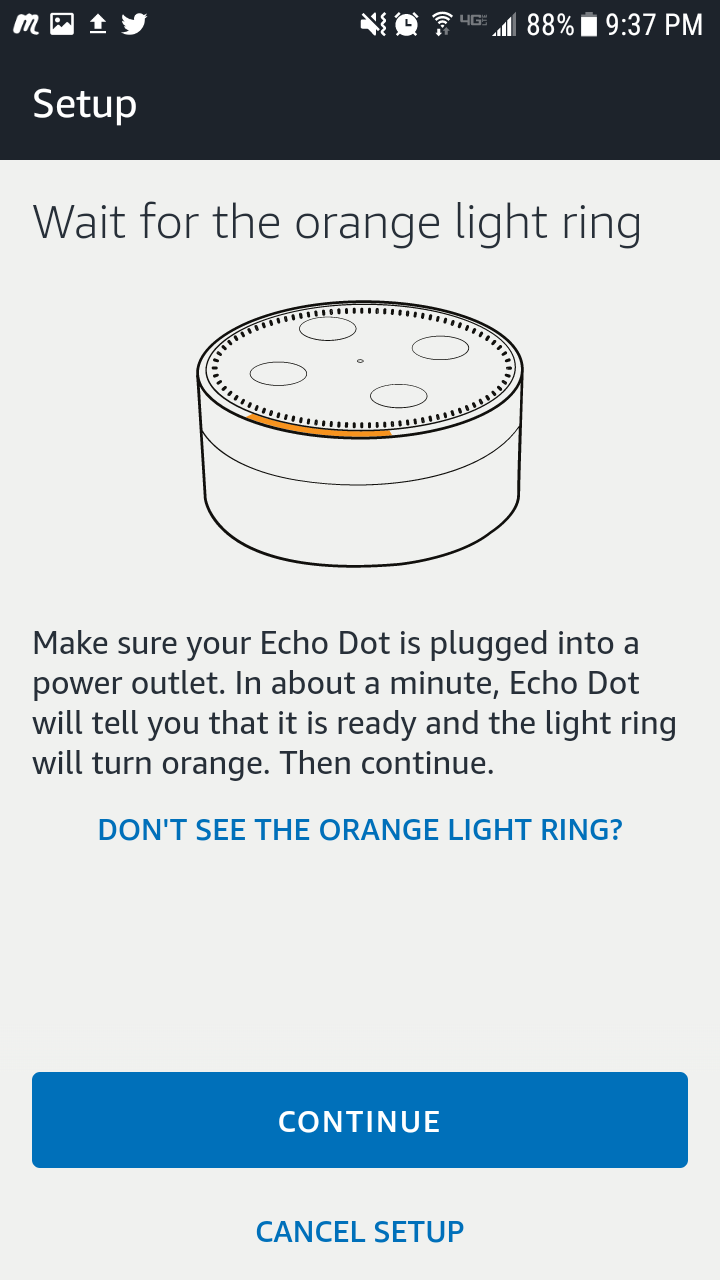 88% 9:37 PM
Setup
Wait for the orange light ring
Make sure your Echo Dot is plugged into a
power outlet. In about a minute, Echo Dot
will tell you that it is ready and the light ring
will turn orange. Then continue.
DON'T SEE THE ORANGE LIGHT RING?
CONTINUE
CANCEL SETUP